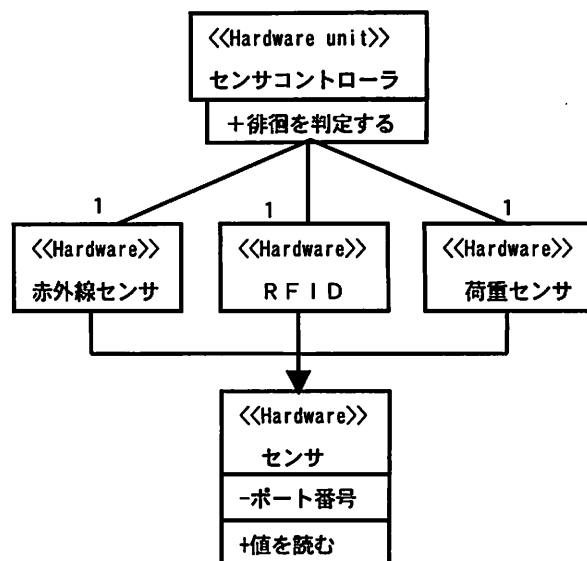 <<Hardware unit>>
センサコントローラ
＋徘徊を判定する
1
1
1
<<Hardware>>
赤外線センサ
<<Hardware>>
ＲＦＩＤ
<<Hardware>>
荷重センサ
<<Hardware>>
センサ
-ポート番号
+値を読む